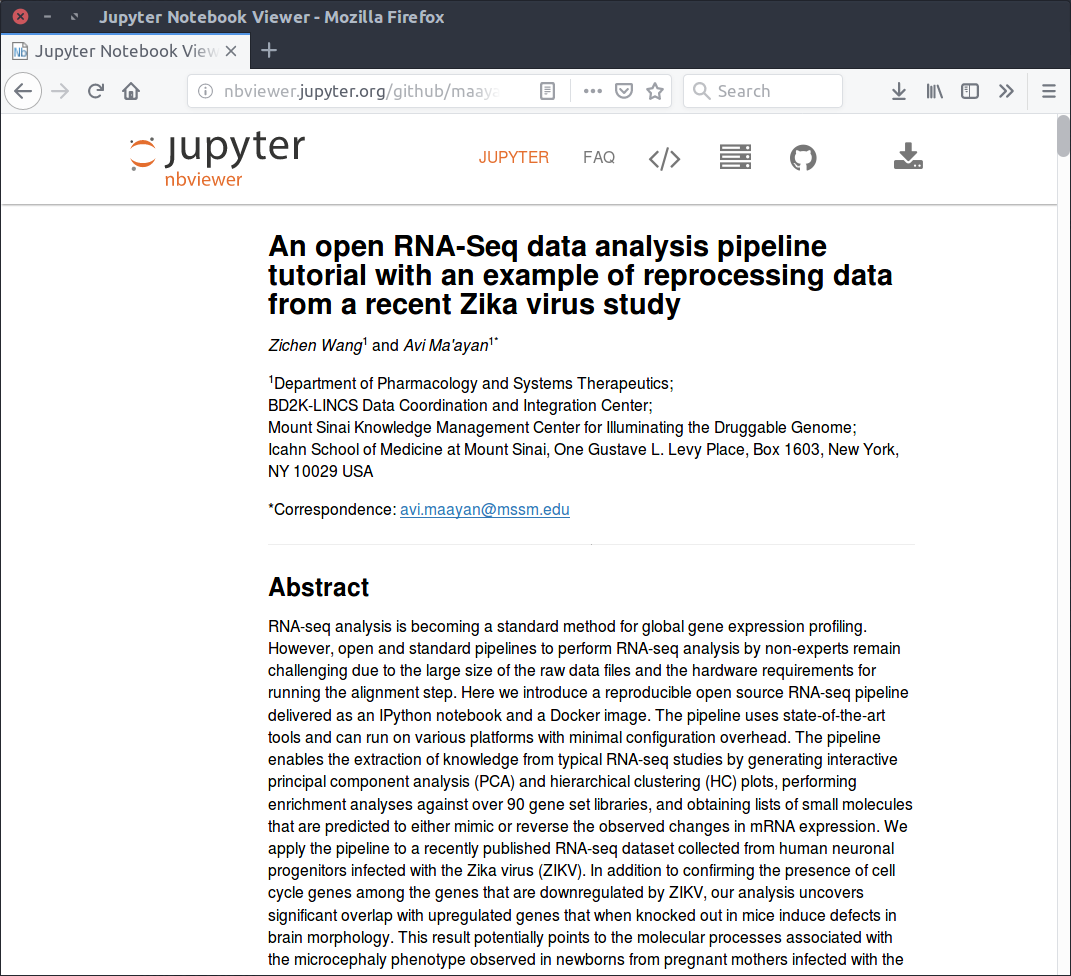 Jupyter Notebook Viewer - Mozilla Firefox
Jupyter Notebook View
nbviewer.jupyter.org/github/maaya
Search
jupyter
nbviewer
JUPYTER FAQ
An open RNA-Seq data analysis pipeline
tutorial with an example of reprocessing data
from a recent Zika virus study
Zichen Wang¹ and Avi Ma'ayan¹*
¹Department of Pharmacology and Systems Therapeutics;
BD2K-LINCS Data Coordination and Integration Center;
Mount Sinai Knowledge Management Center for Illuminating the Druggable Genome;
Icahn School of Medicine at Mount Sinai, One Gustave L. Levy Place, Box 1603, New York,
NY 10029 USA
*Correspondence: avi.maayan@mssm.edu
Abstract
RNA-seq analysis is becoming a standard method for global gene expression profiling.
However, open and standard pipelines to perform RNA-seq analysis by non-experts remain
challenging due to the large size of the raw data files and the hardware requirements for
running the alignment step. Here we introduce a reproducible open source RNA-seq pipeline
delivered as an IPython notebook and a Docker image. The pipeline uses state-of-the-art
tools and can run on various platforms with minimal configuration overhead. The pipeline
enables the extraction of knowledge from typical RNA-seq studies by generating interactive
principal component analysis (PCA) and hierarchical clustering (HC) plots, performing
enrichment analyses against over 90 gene set libraries, and obtaining lists of small molecules
that are predicted to either mimic or reverse the observed changes in mRNA expression. We
apply the pipeline to a recently published RNA-seq dataset collected from human neuronal
progenitors infected with the Zika virus (ZIKV). In addition to confirming the presence of cell
cycle genes among the genes that are downregulated by ZIKV, our analysis uncovers
significant overlap with upregulated genes that when knocked out in mice induce defects in
brain morphology. This result potentially points to the molecular processes associated with
the microcephaly phenotype observed in newborns from pregnant mothers infected with the